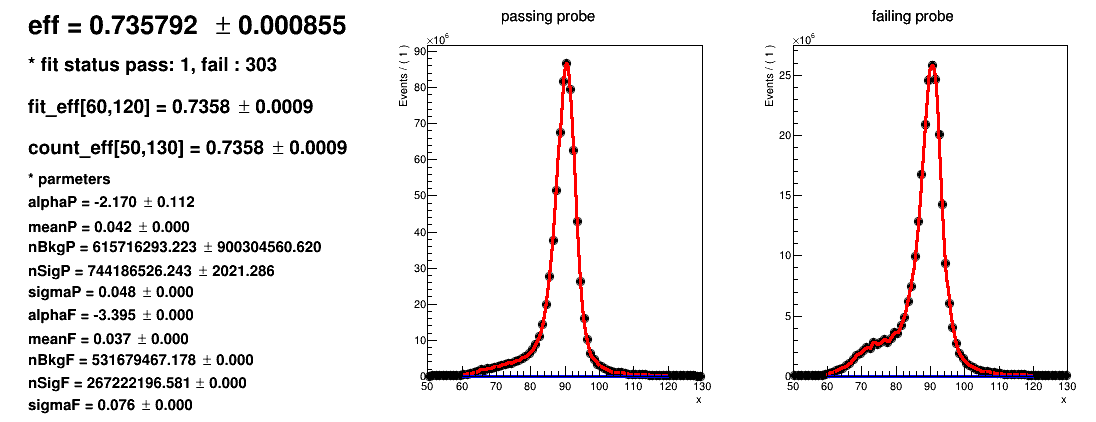 eff = 0.735792 ± 0.000855
* fit status pass: 1, fail : 303
fit_eff[60,120] = 0.7358 ± 0.0009
count_eff[50,130] = 0.7358 ± 0.0009
* parmeters
alphaP = -2.170 ± 0.112
meanP = 0.042 ± 0.000
nBkgP = 615716293.223 ± 900304560.620
nSigP = 744186526.243 ± 2021.286
sigmaP = 0.048 ± 0.000
alphaF = -3.395 ± 0.000
meanF = 0.037 ± 0.000
nBkgF = 531679467.178 ± 0.000
nSigF = 267222196.581 ± 0.000
sigmaF = 0.076 ± 0.000
passing probe
×10⁶
Events / ( 1 )
90
80
70
60
50
40
30
20
10
0
50 60 70 80 90 100 110 120 130
x
failing probe
×10⁶
Events / ( 1 )
25
20
15
10
5
0
50 60 70 80 90 100 110 120 130
x